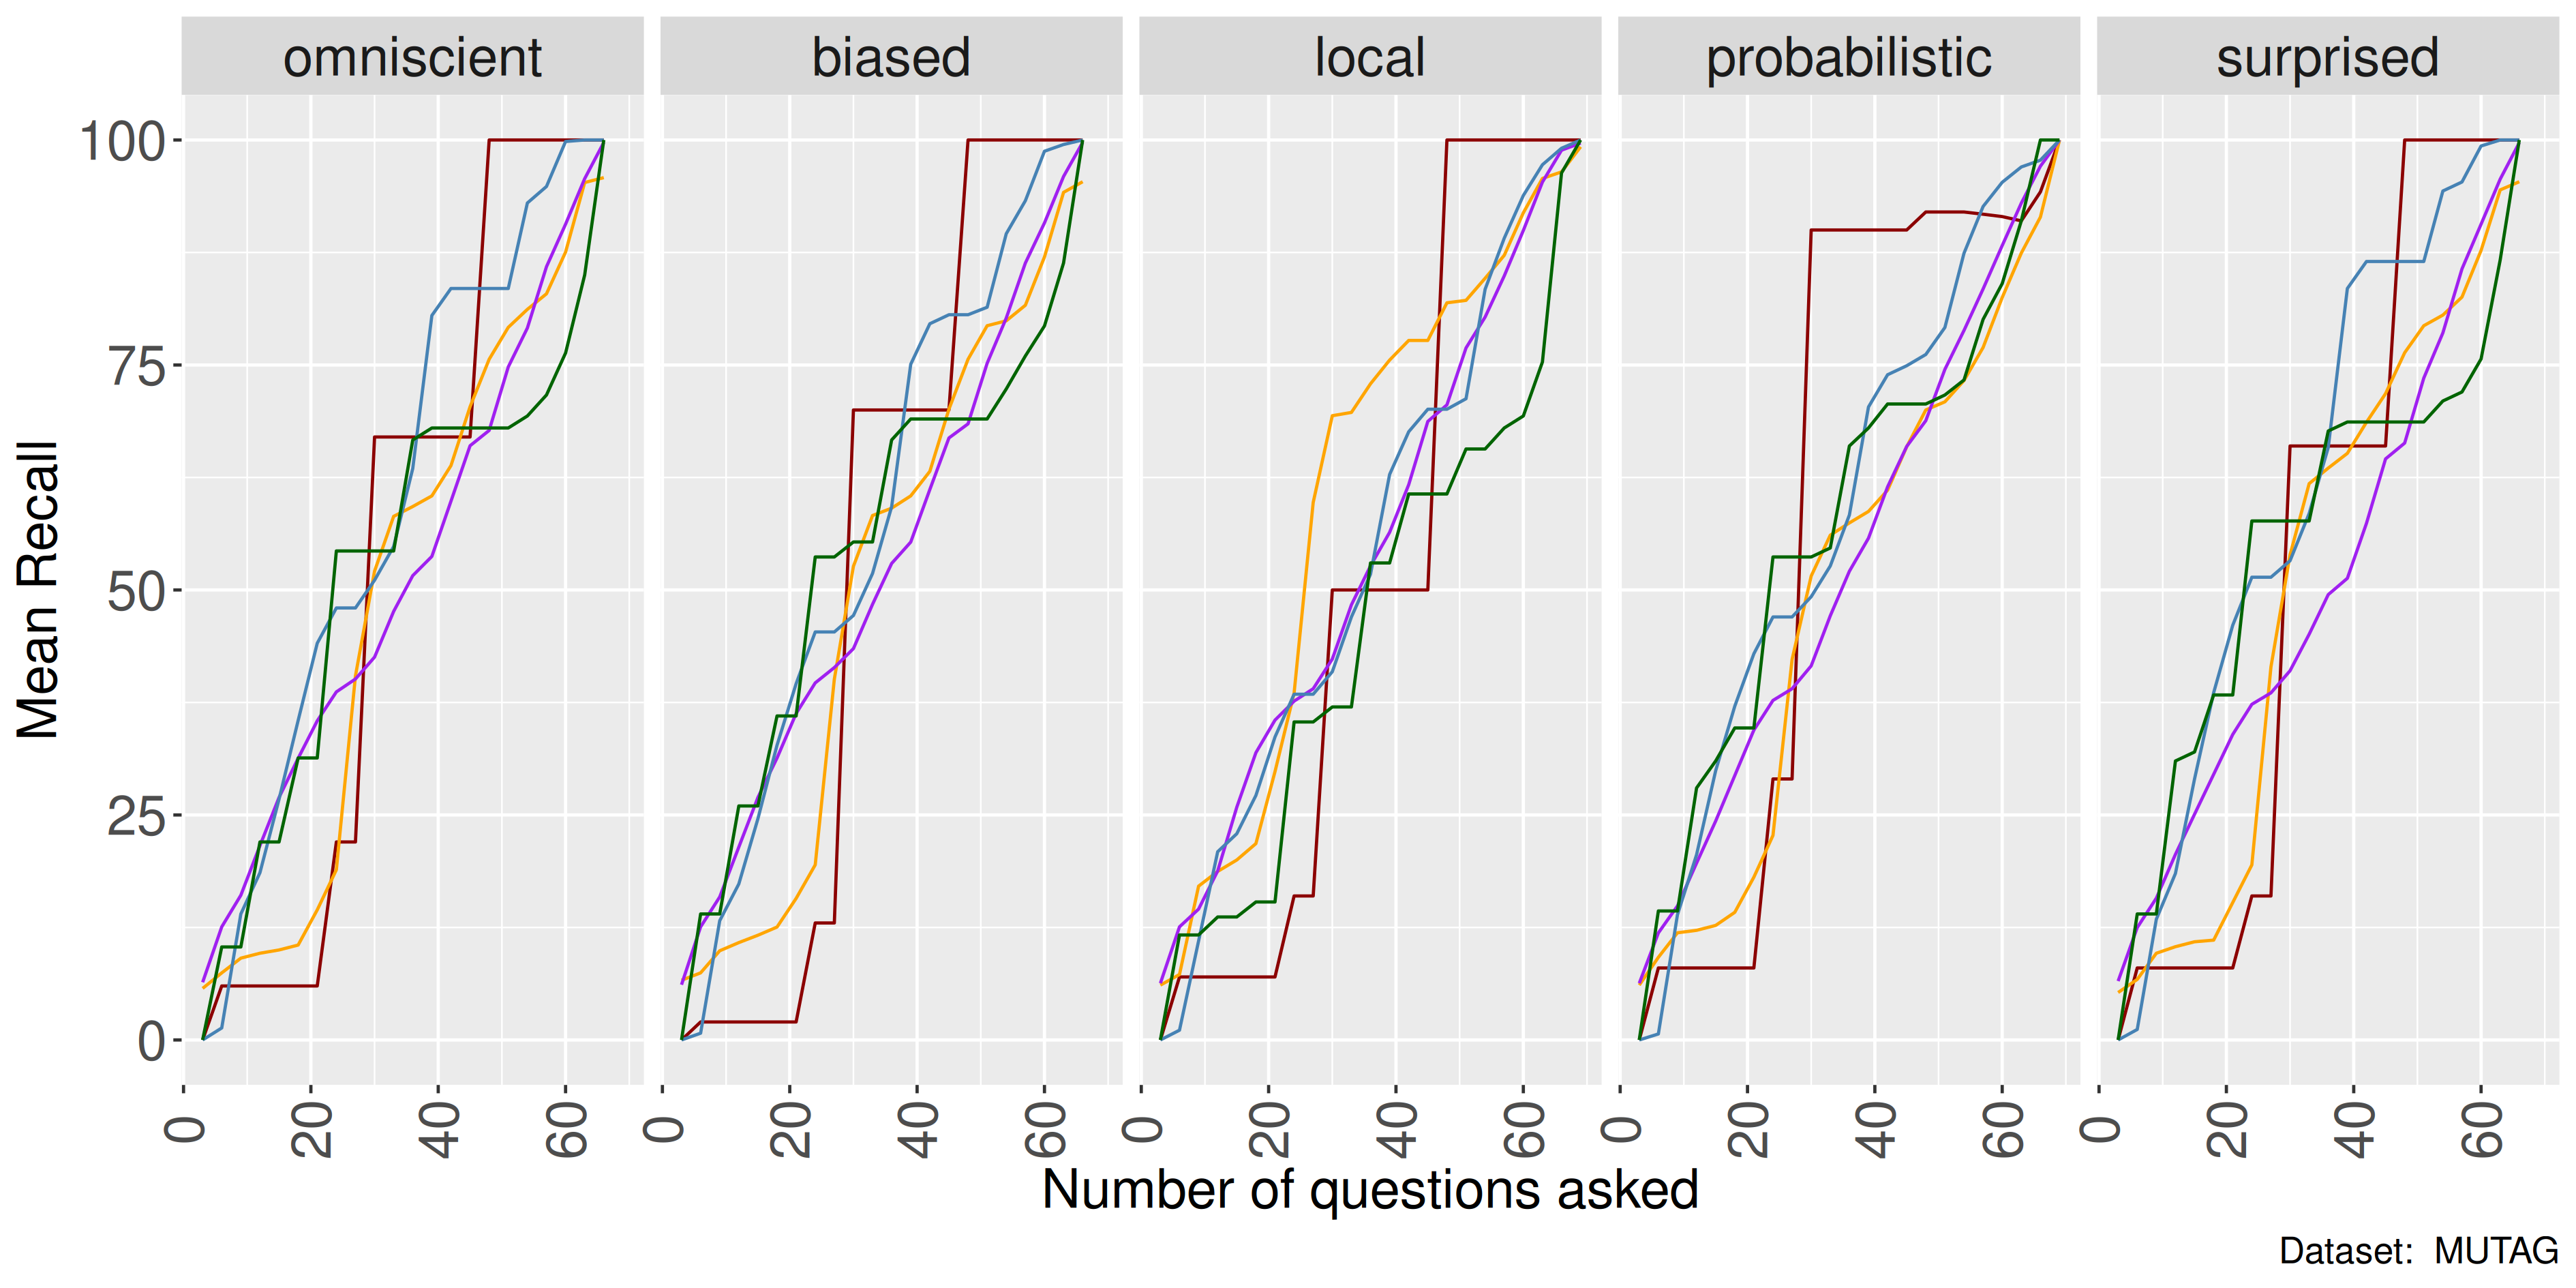 omniscient biased local probabilistic surprised
100
75
50
25
0
Mean Recall
0 20 40 60 0 20 40 60 0 20 40 60 0 20 40 60 0 20 40 60
Number of questions asked
Dataset: MUTAG